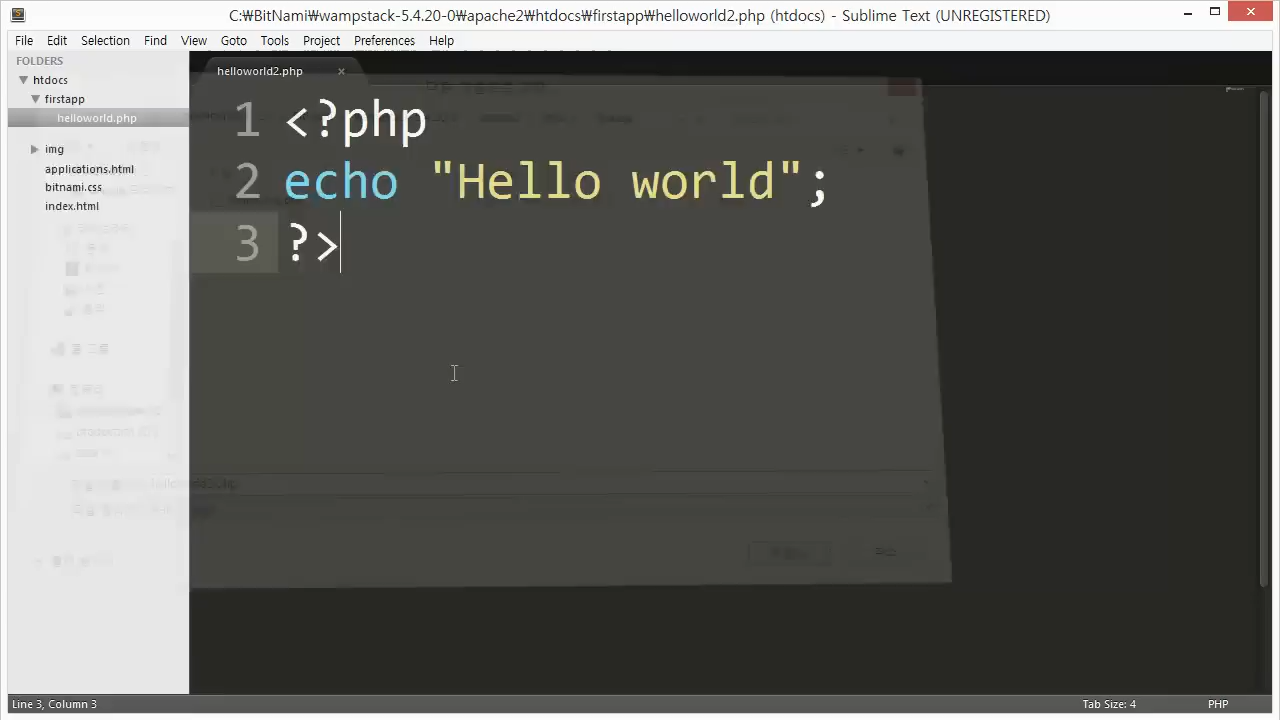 C:₩BitNami₩wampstack-5.4.20-0₩apache2₩htdocs₩firstapp₩helloworld2.php (htdocs) - Sublime Text (UNREGISTERED)
File Edit Selection Find View Goto Tools Project Preferences Help
FOLDERS
htdocs
firstapp
helloworld.php
img
applications.html
bitnami.css
index.html
helloworld2.php ×
1 <?php
2 echo "Hello world";
3 ?>
Line 3, Column 3
Tab Size: 4
PHP